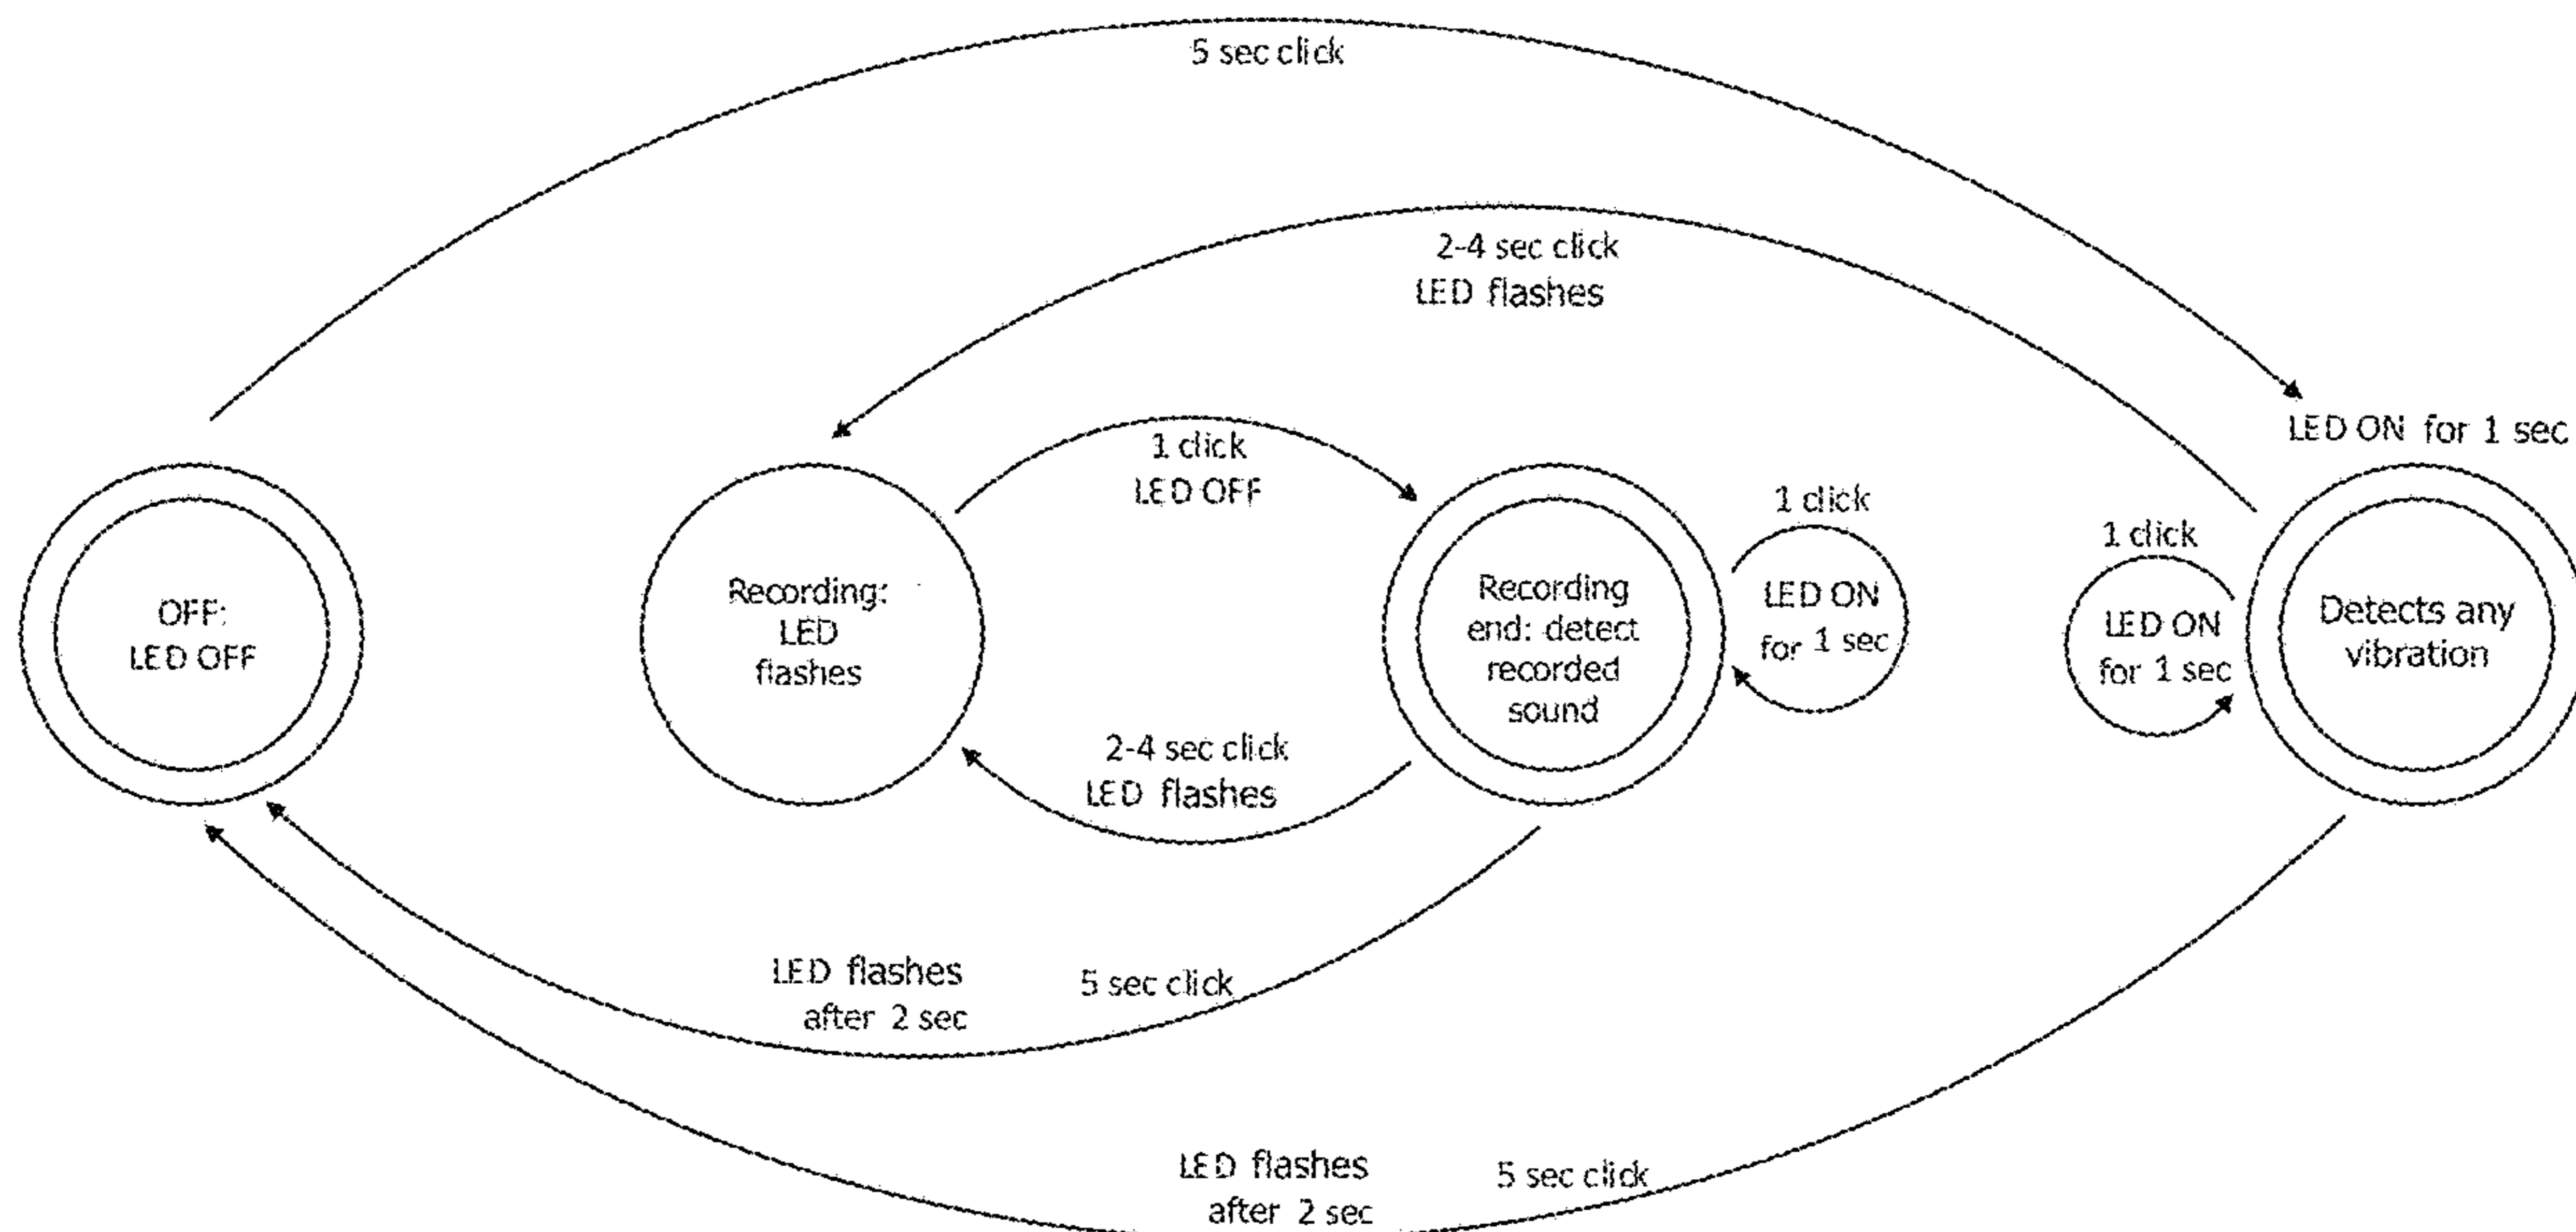 5 sec click
2-4 sec click
LED flashes
LED ON for 1 sec
1 click
LED OFF
1 click
LED ON
for 1 sec
1 click
LED ON
for 1 sec
OFF:
LED OFF
Recording:
LED
flashes
Recording
end: detect
recorded
sound
Detects any
vibration
2-4 sec click
LED flashes
LED flashes
after 2 sec
5 sec click
LED flashes
after 2 sec
5 sec click